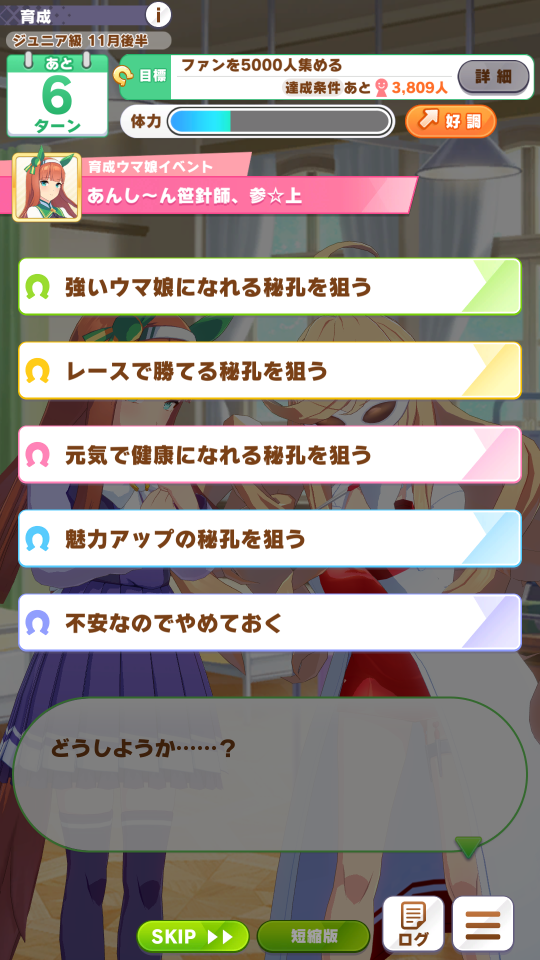 育成
ジュニア級 11月後半
あと
6
ターン
目標
ファンを5000人集める
達成条件 あと 3,809人
詳細
体力
好調
育成ウマ娘イベント
あんし〜ん笹針師、参☆上
強いウマ娘になれる秘孔を狙う
レースで勝てる秘孔を狙う
元気で健康になれる秘孔を狙う
魅力アップの秘孔を狙う
不安なのでやめておく
どうしようか……？
SKIP
短縮版
ログ